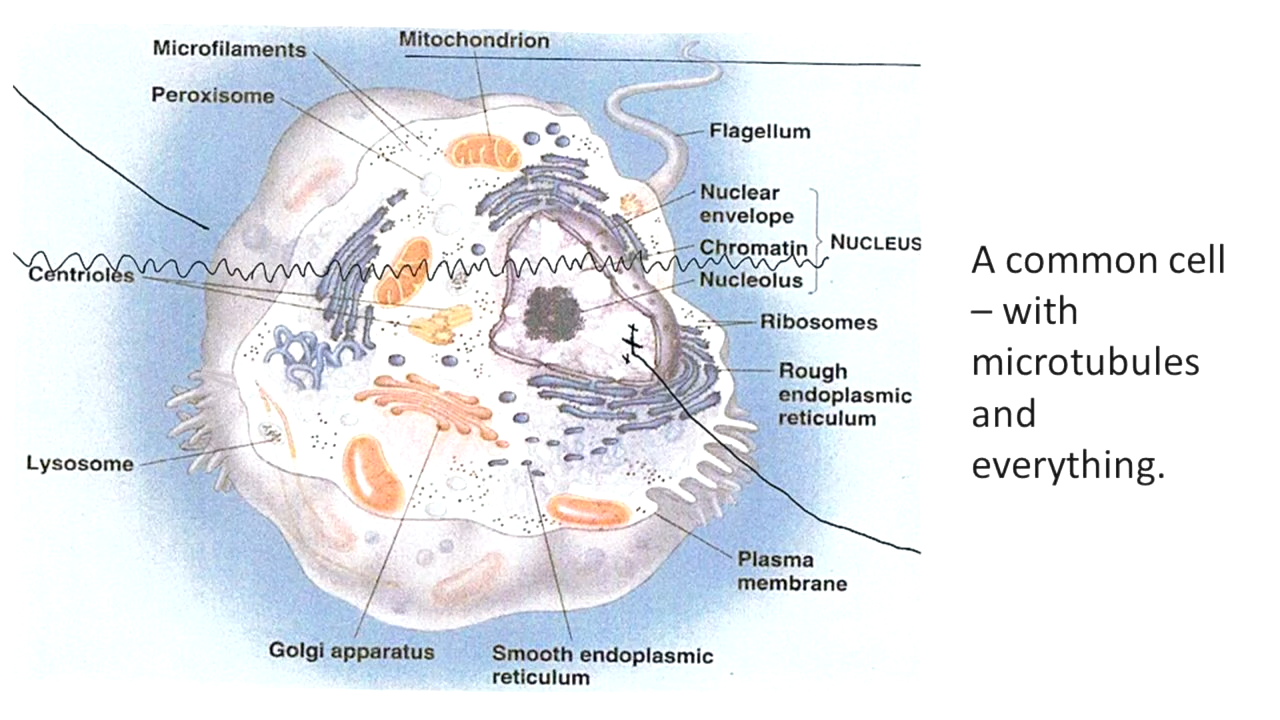 Microfilaments
Mitochondrion
Peroxisome
Flagellum
Nuclear
envelope
Chromatin
NUCLEUS
Centrioles
Nucleolus
Ribosomes
Rough
endoplasmic
reticulum
Lysosome
Plasma
membrane
Golgi apparatus
Smooth endoplasmic
reticulum
A common cell
– with
microtubules
and
everything.